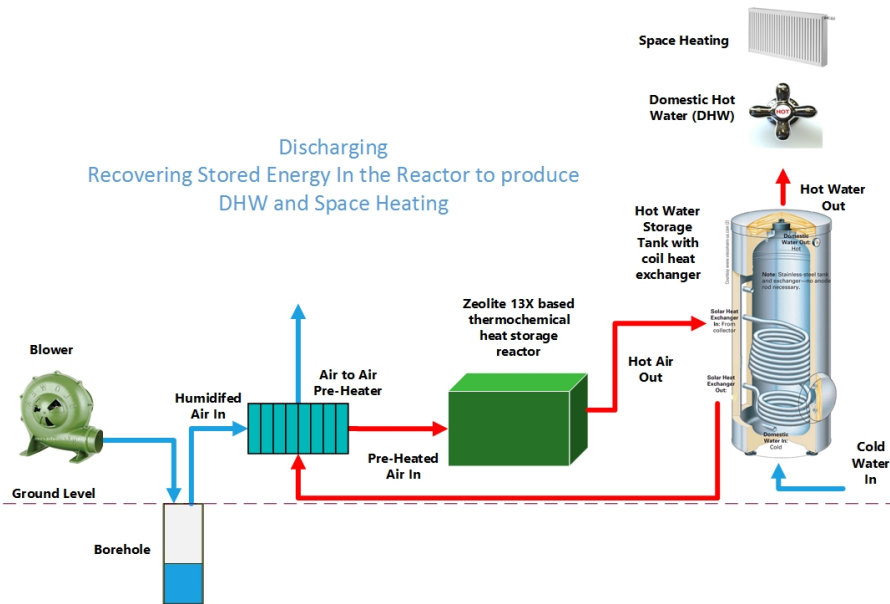 Space Heating
Domestic Hot
Water (DHW)
HOT
Discharging
Recovering Stored Energy In the Reactor to produce
DHW and Space Heating
Hot Water
Out
Hot Water
Storage
Tank with
coil heat
exchanger
Domestic
Water Out:
Hot
Note: Stainless-steel tank
and exchanger—no anode
rod necessary.
Zeolite 13X based
thermochemical
heat storage
reactor
Solar Heat
Exchanger
In: From
collector
Blower
Air to Air
Pre-Heater
Humidifed
Air In
Hot Air
Out
Solar Heat
Exchanger
Out:
Pre-Heated
Air In
Domestic
Water In:
Cold
Cold
Water
In
Ground Level
Borehole